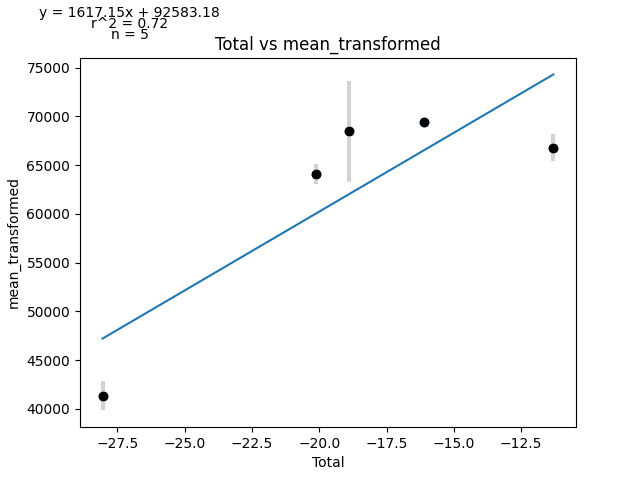 y = 1617.15x + 92583.18
r^2 = 0.72
n = 5
Total vs mean_transformed
75000
70000
65000
60000
55000
50000
45000
40000
mean_transformed
−27.5
−25.0
−22.5
−20.0
−17.5
−15.0
−12.5
Total